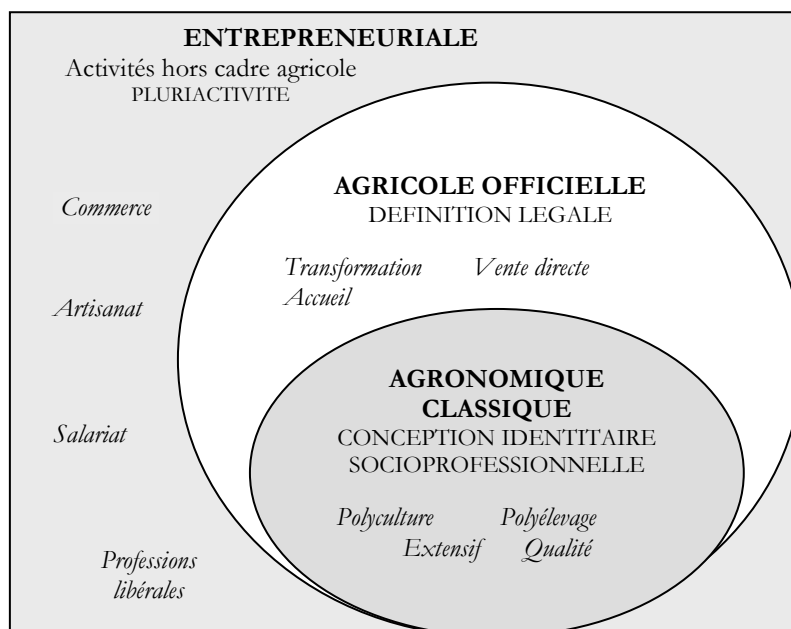 ENTREPRENEURIALE
Activités hors cadre agricole
PLURIACTIVITE
AGRICOLE OFFICIELLE
DEFINITION LEGALE
Commerce
Transformation Vente directe
Accueil
Artisanat
AGRONOMIQUE
CLASSIQUE
CONCEPTION IDENTITAIRE
SOCIOPROFESSIONNELLE
Salariat
Polyculture Polyélevage
Extensif Qualité
Professions
libérales